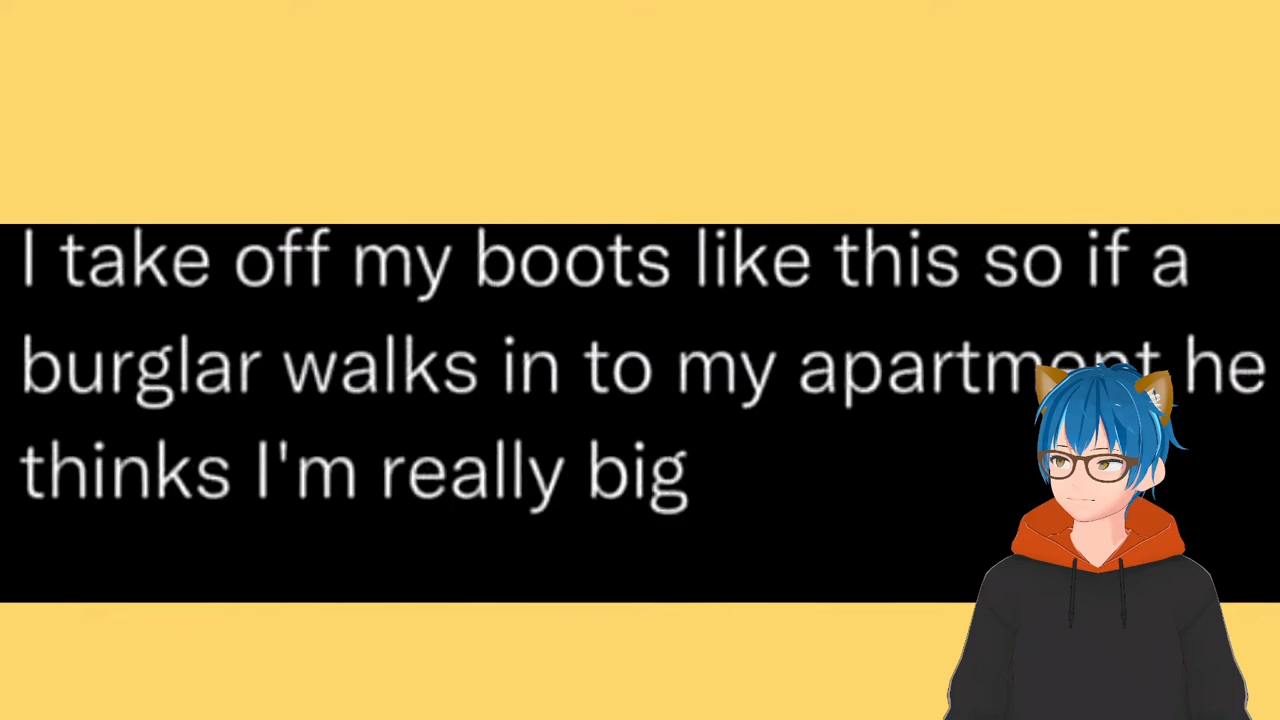 I take off my boots like this so if a
burglar walks in to my apartment he
thinks I'm really big